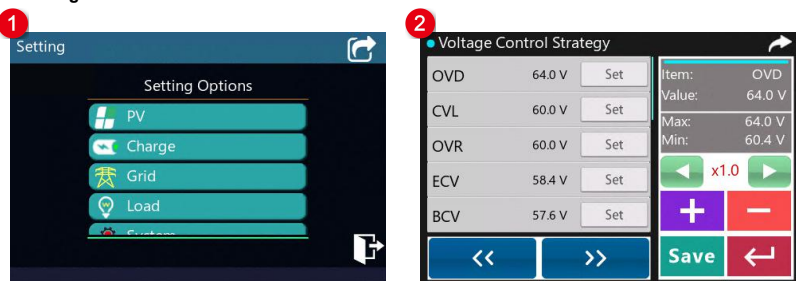 1
Setting
Setting Options
PV
Charge
Grid
Load
System
2
Voltage Control Strategy
OVD 64.0 V Set
CVL 60.0 V Set
OVR 60.0 V Set
ECV 58.4 V Set
BCV 57.6 V Set
<< >>
Item: OVD
Value: 64.0 V
Max: 64.0 V
Min: 60.4 V
x1.0
+ −
Save